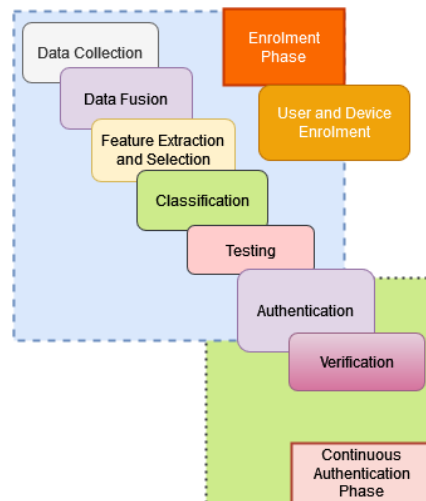 Data Collection
Data Fusion
Feature Extraction
and Selection
Classification
Testing
Authentication
Verification
Enrolment
Phase
User and Device
Enrolment
Continuous
Authentication
Phase